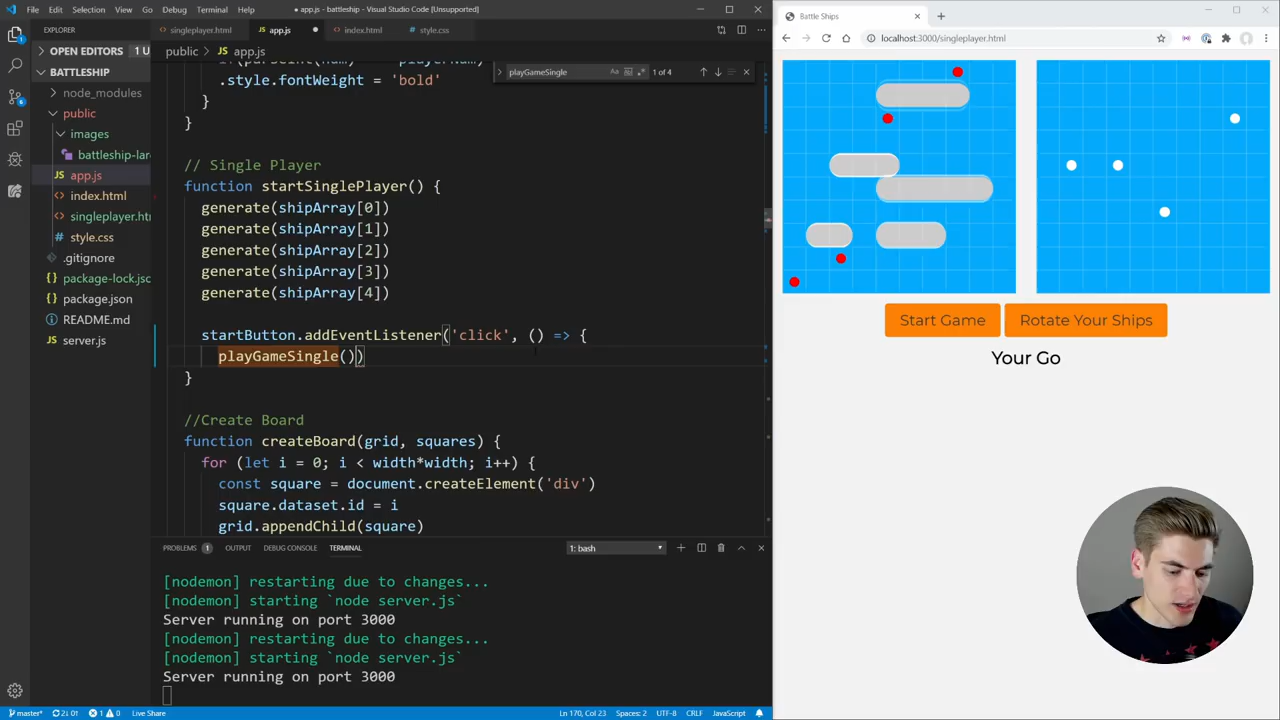 File Edit Selection View Go Debug Terminal Help
● app.js - battleship - Visual Studio Code [Unsupported]
EXPLORER
singleplayer.html
app.js
index.html
style.css
OPEN EDITORS 1 U
public > app.js
playGameSingle Aa 1 of 4
BATTLESHIP
node_modules
public
images
battleship-lar
app.js
index.html
singleplayer.htm
style.css
.gitignore
package-lock.jsc
package.json
README.md
server.js
.style.fontWeight = 'bold'
}
}
// Single Player
function startSinglePlayer() {
generate(shipArray[0])
generate(shipArray[1])
generate(shipArray[2])
generate(shipArray[3])
generate(shipArray[4])
startButton.addEventListener('click', () => {
playGameSingle())
}
//Create Board
function createBoard(grid, squares) {
for (let i = 0; i < width*width; i++) {
const square = document.createElement('div')
square.dataset.id = i
grid.appendChild(square)
PROBLEMS 1 OUTPUT DEBUG CONSOLE TERMINAL
1: bash
[nodemon] restarting due to changes...
[nodemon] starting `node server.js`
Server running on port 3000
[nodemon] restarting due to changes...
[nodemon] starting `node server.js`
Server running on port 3000
master* 2↓ 0↑ 1 0 Live Share
Ln 170, Col 23 Spaces: 2 UTF-8 CRLF JavaScript
Battle Ships
localhost:3000/singleplayer.html
Start Game
Rotate Your Ships
Your Go